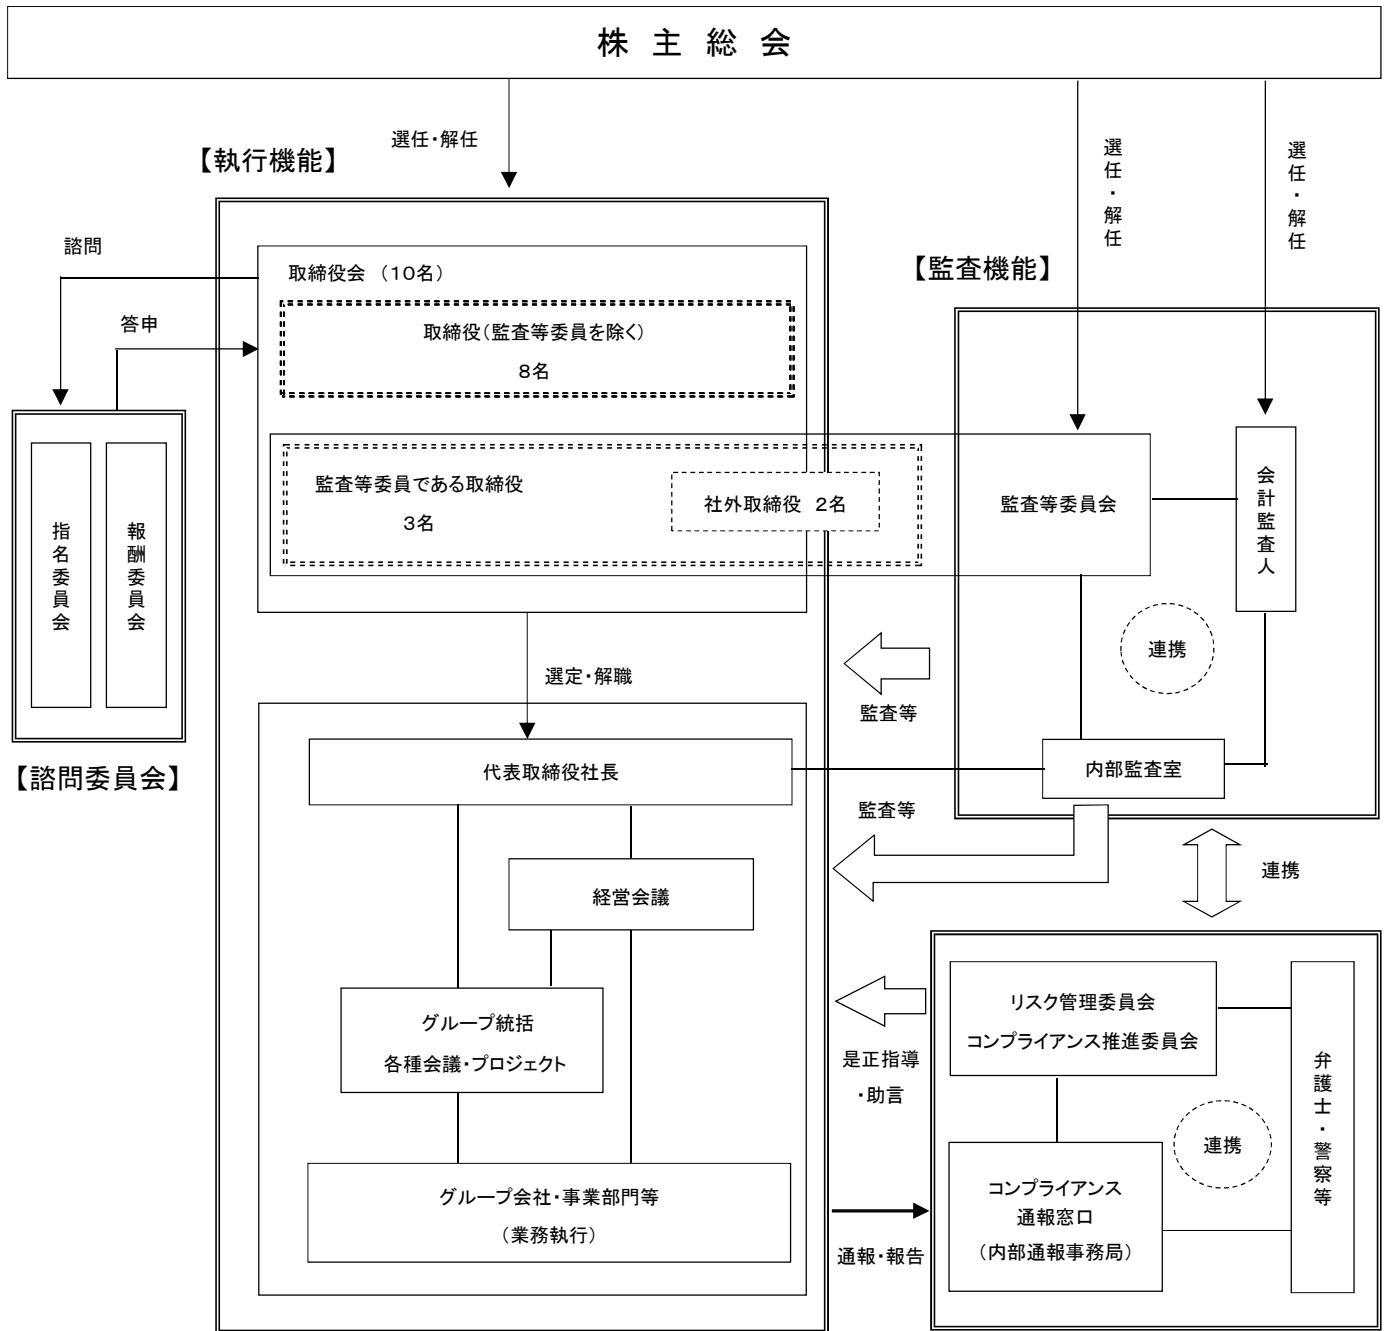 株 主 総 会
選任・解任
【執行機能】
選任・解任
選任・解任
諮問
答申
取締役会 （10名）
取締役（監査等委員を除く）
8名
【監査機能】
監査等委員である取締役
3名
社外取締役 2名
監査等委員会
会計監査人
指名委員会
報酬委員会
【諮問委員会】
連携
選定・解職
監査等
代表取締役社長
内部監査室
監査等
経営会議
連携
グループ統括
各種会議・プロジェクト
是正指導
・助言
リスク管理委員会
コンプライアンス推進委員会
弁護士・警察等
連携
グループ会社・事業部門等
（業務執行）
通報・報告
コンプライアンス
通報窓口
（内部通報事務局）